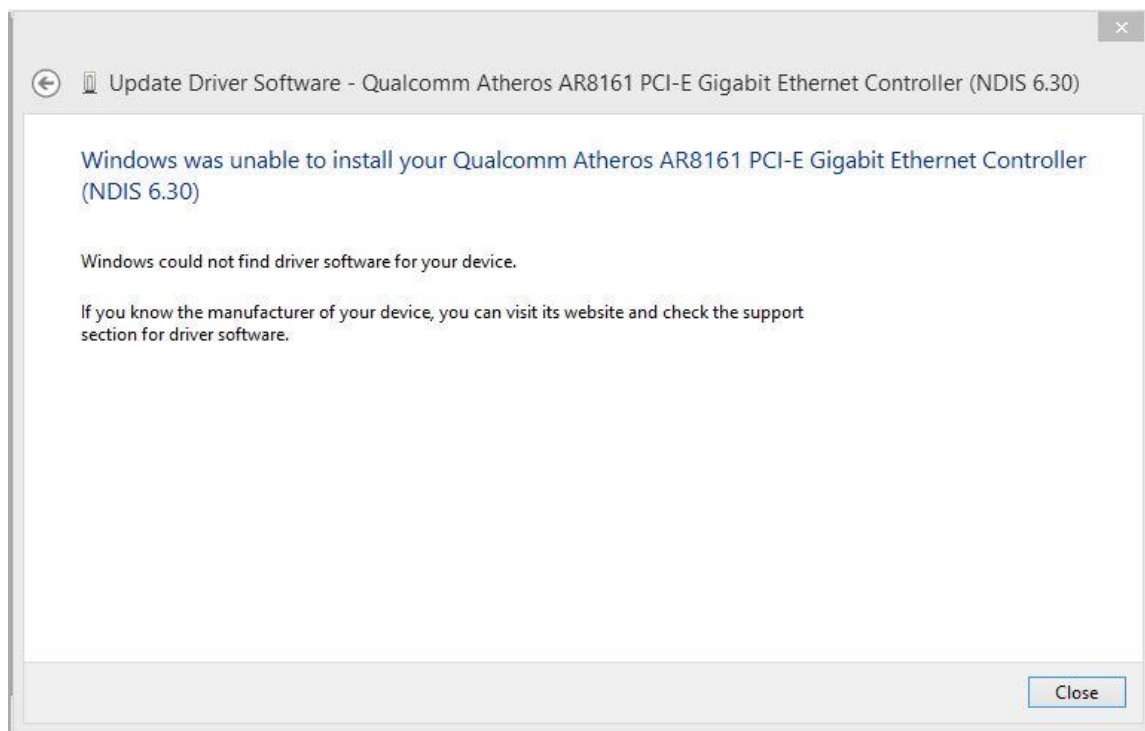 Update Driver Software - Qualcomm Atheros AR8161 PCI-E Gigabit Ethernet Controller (NDIS 6.30)
Windows was unable to install your Qualcomm Atheros AR8161 PCI-E Gigabit Ethernet Controller
(NDIS 6.30)
Windows could not find driver software for your device.
If you know the manufacturer of your device, you can visit its website and check the support
section for driver software.
Close